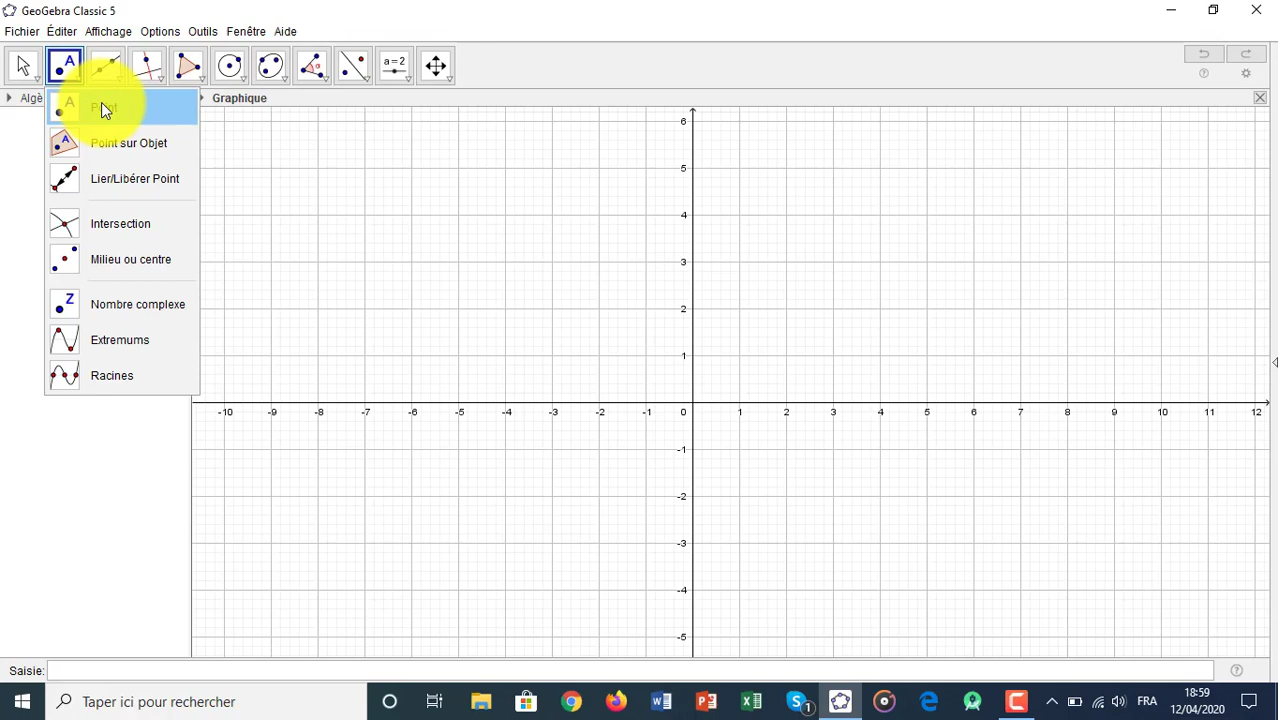 GeoGebra Classic 5
Fichier Éditer Affichage Options Outils Fenêtre Aide
A
α
a = 2
Algè
Graphique
A Point
A Point sur Objet
Lier/Libérer Point
Intersection
Milieu ou centre
Z Nombre complexe
Extremums
Racines
6
5
4
3
2
1
-10 -9 -8 -7 -6 -5 -4 -3 -2 -1 0 1 2 3 4 5 6 7 8 9 10 11 12
-1
-2
-3
-4
-5
Saisie:
Taper ici pour rechercher
1
FRA
18:59
12/04/2020